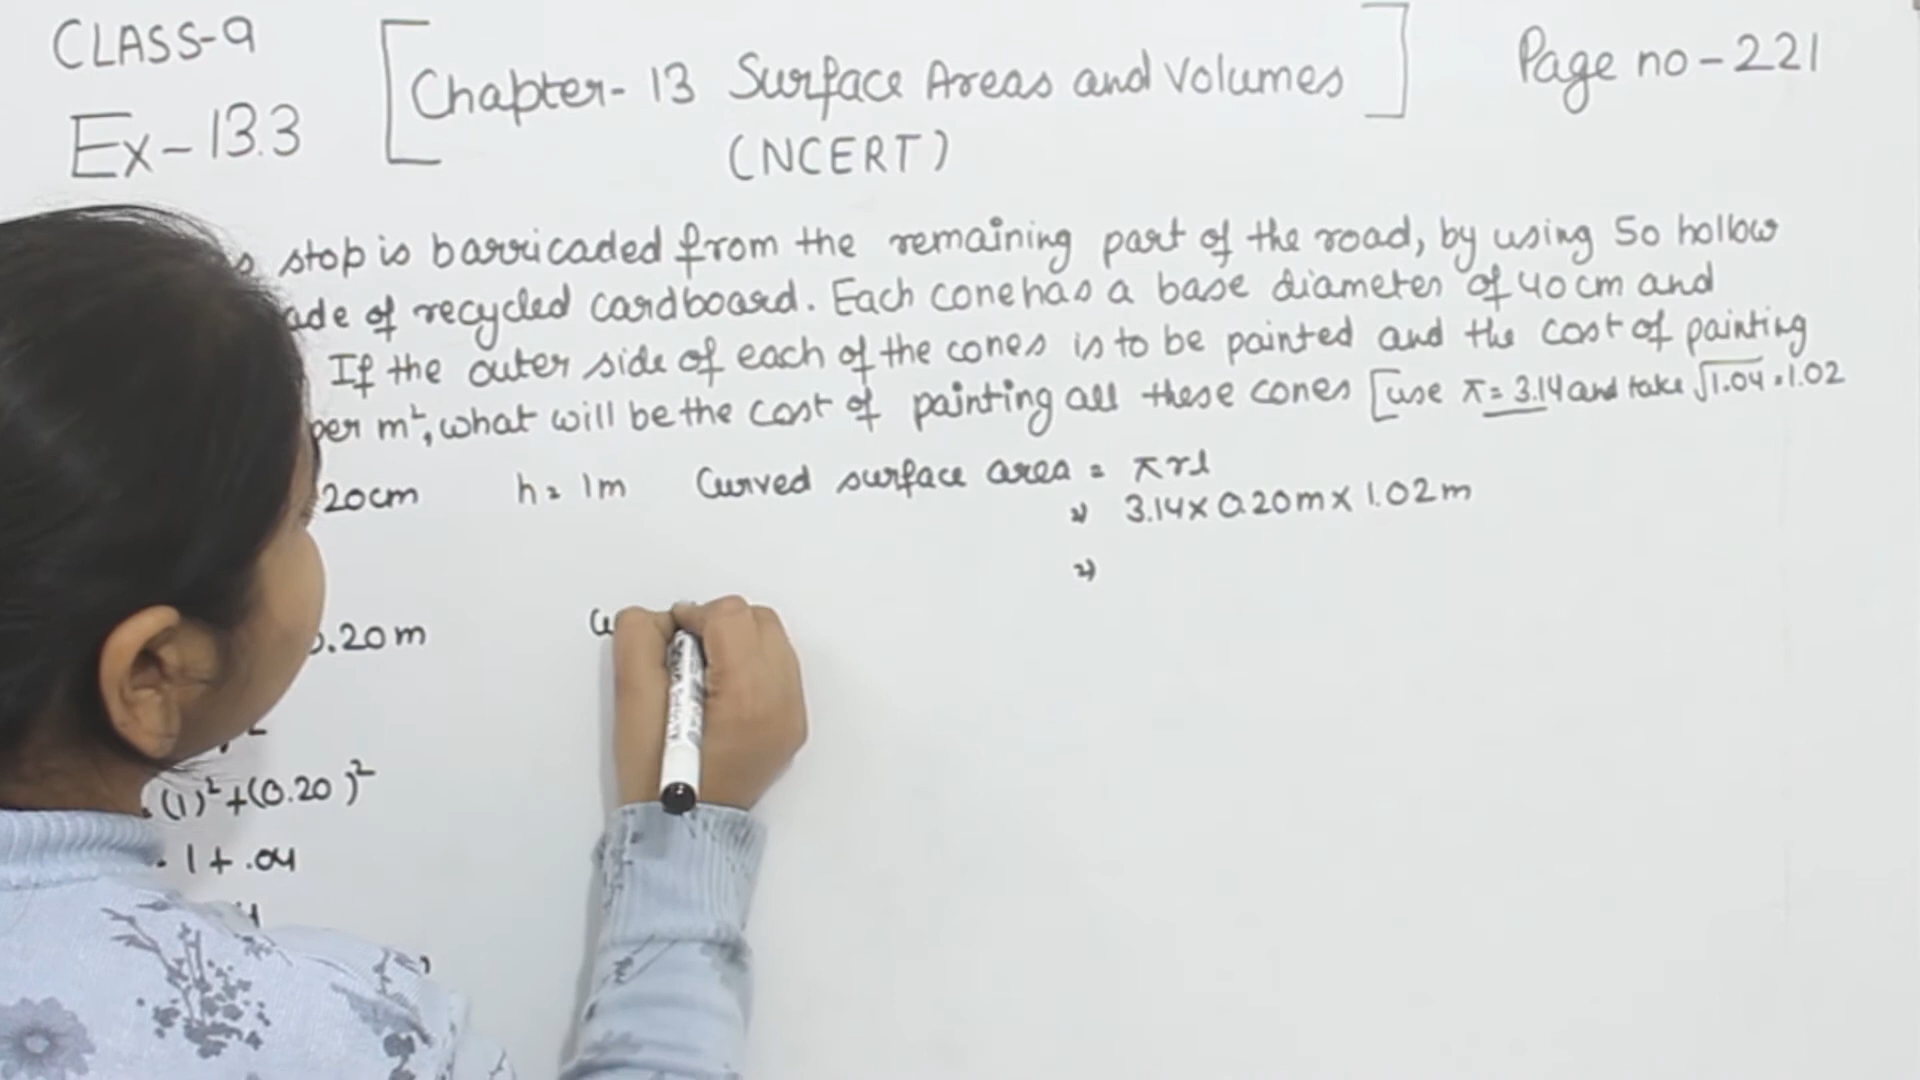 CLASS-9
Ex-13.3
[Chapter-13 Surface Areas and Volumes]
(NCERT)
Page no-221
stop is barricaded from the remaining part of the road, by using 50 hollow
ade of recycled cardboard. Each cone has a base diameter of 40cm and
If the outer side of each of the cones is to be painted and the cost of painting
per m², what will be the cost of painting all these cones [use π = 3.14 and take √1.04 = 1.02
20cm h = 1m Curved surface area = πrl
⇒ 3.14 × 0.20m × 1.02m
⇒
0.20m
(1)² + (0.20)²
1 + .04